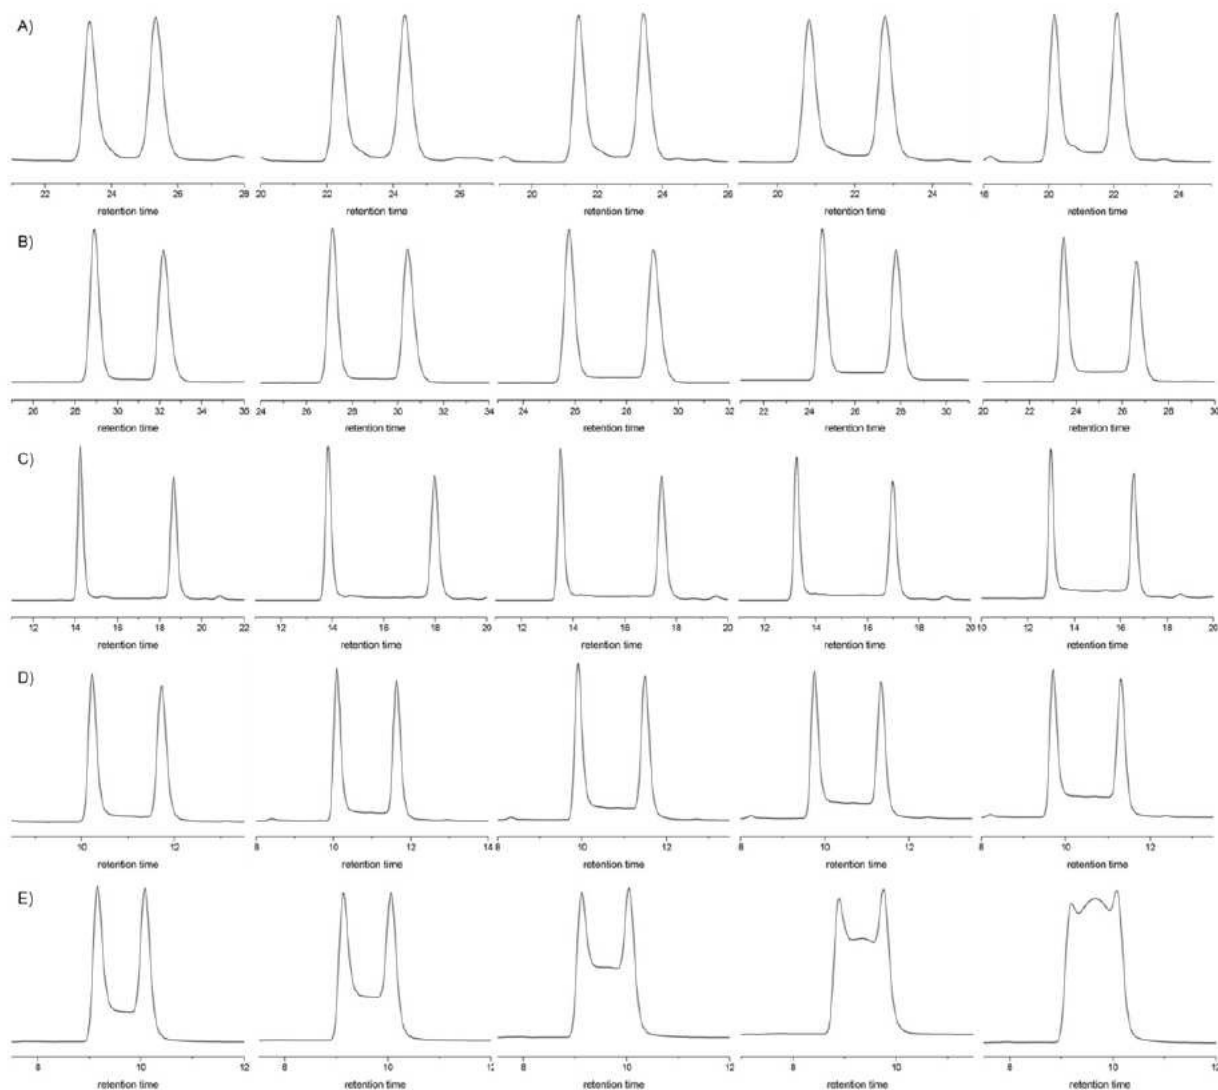 A)
22 24 26 28 20 22 24 26 20 22 24 26 20 22 24 20 22 24
retention time retention time retention time retention time retention time
B)
28 30 32 34 36 24 26 28 30 32 34 24 26 28 30 32 22 24 26 28 30 20 22 24 26 28 30
retention time retention time retention time retention time retention time
C)
12 14 16 18 20 22 12 14 16 18 20 12 14 16 18 20 12 14 16 18 20 10 12 14 16 18 20
retention time retention time retention time retention time retention time
D)
10 12 8 10 12 14 8 10 12 8 10 12 8 10 12
retention time retention time retention time retention time retention time
E)
8 10 12 8 10 12 8 10 12 8 10 8 10 12
retention time retention time retention time retention time retention time